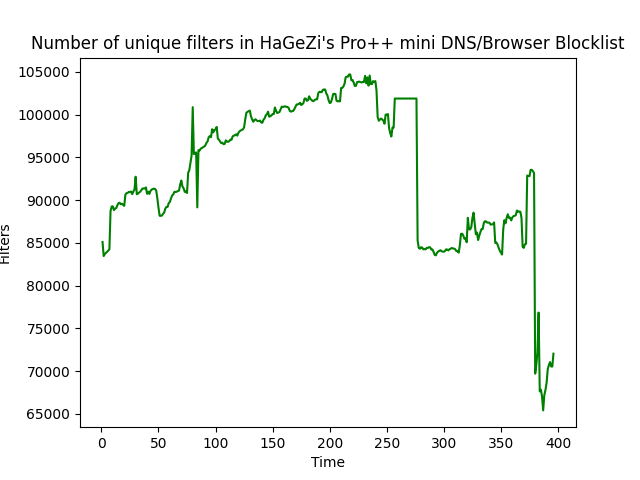 Number of unique filters in HaGeZi's Pro++ mini DNS/Browser Blocklist
105000
100000
95000
90000
85000
80000
75000
70000
65000
Filters
0 50 100 150 200 250 300 350 400
Time